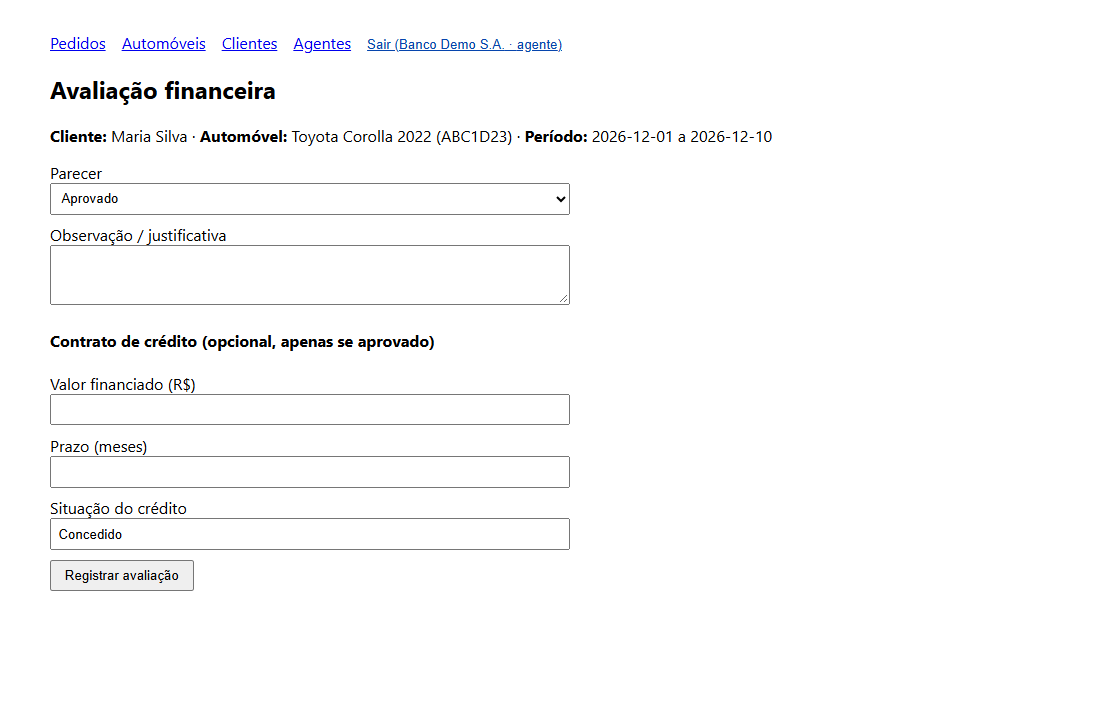 Pedidos Automóveis Clientes Agentes Sair (Banco Demo S.A. · agente)
Avaliação financeira
Cliente: Maria Silva · Automóvel: Toyota Corolla 2022 (ABC1D23) · Período: 2026-12-01 a 2026-12-10
Parecer
Aprovado
Observação / justificativa
Contrato de crédito (opcional, apenas se aprovado)
Valor financiado (R$)
Prazo (meses)
Situação do crédito
Concedido
Registrar avaliação